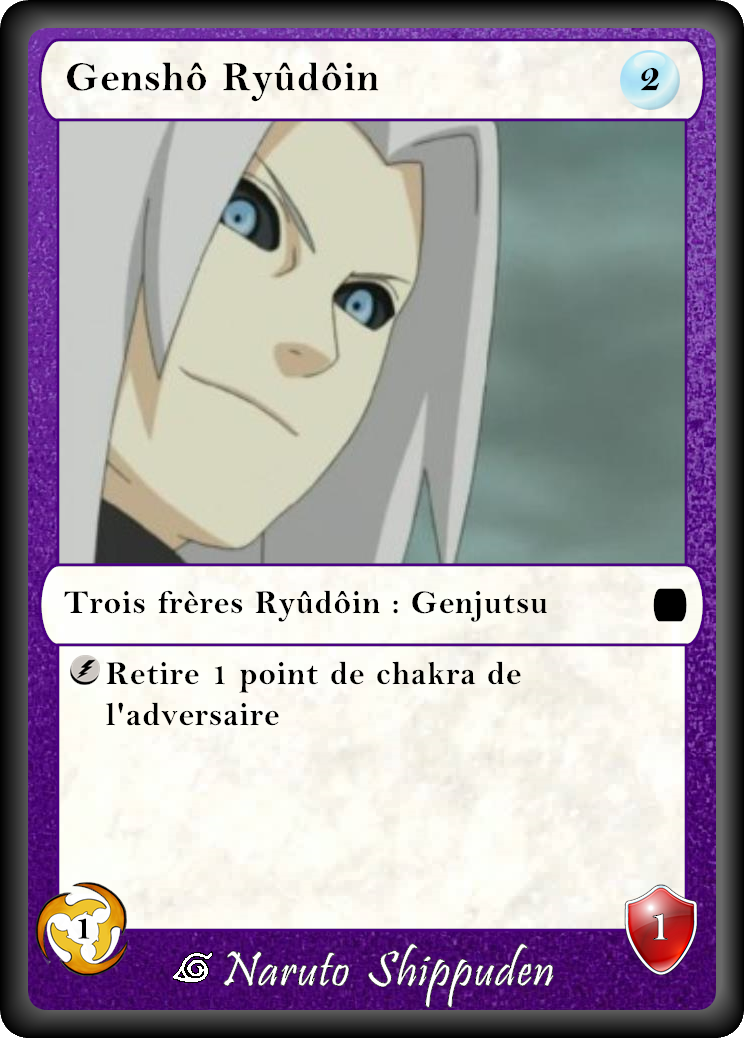 Genshô Ryûdôin 2
Trois frères Ryûdôin : Genjutsu
Retire 1 point de chakra de
l'adversaire
1
1
Naruto Shippuden